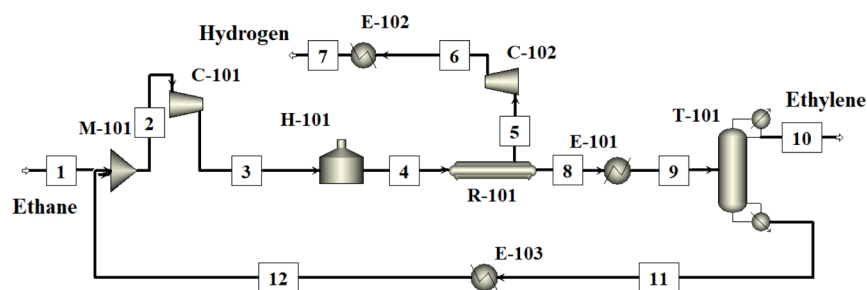 E-102
Hydrogen
7
6
C-102
C-101
2
M-101
H-101
5
E-101
T-101
Ethylene
10
1
3
4
R-101
8
9
Ethane
12
E-103
11